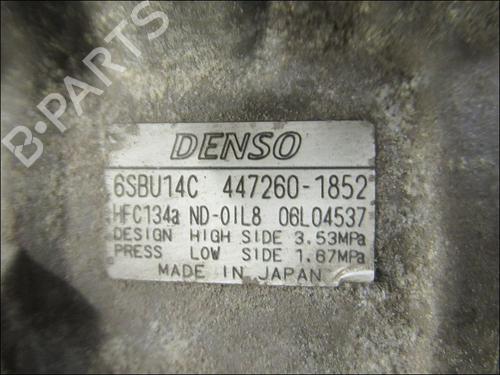 B-PARTS
DENSO
6SBU14C 447260-1852
HFC134a ND-OIL8 06L04537
DESIGN HIGH SIDE 3.53MPa
PRESS LOW SIDE 1.67MPa
MADE IN JAPAN